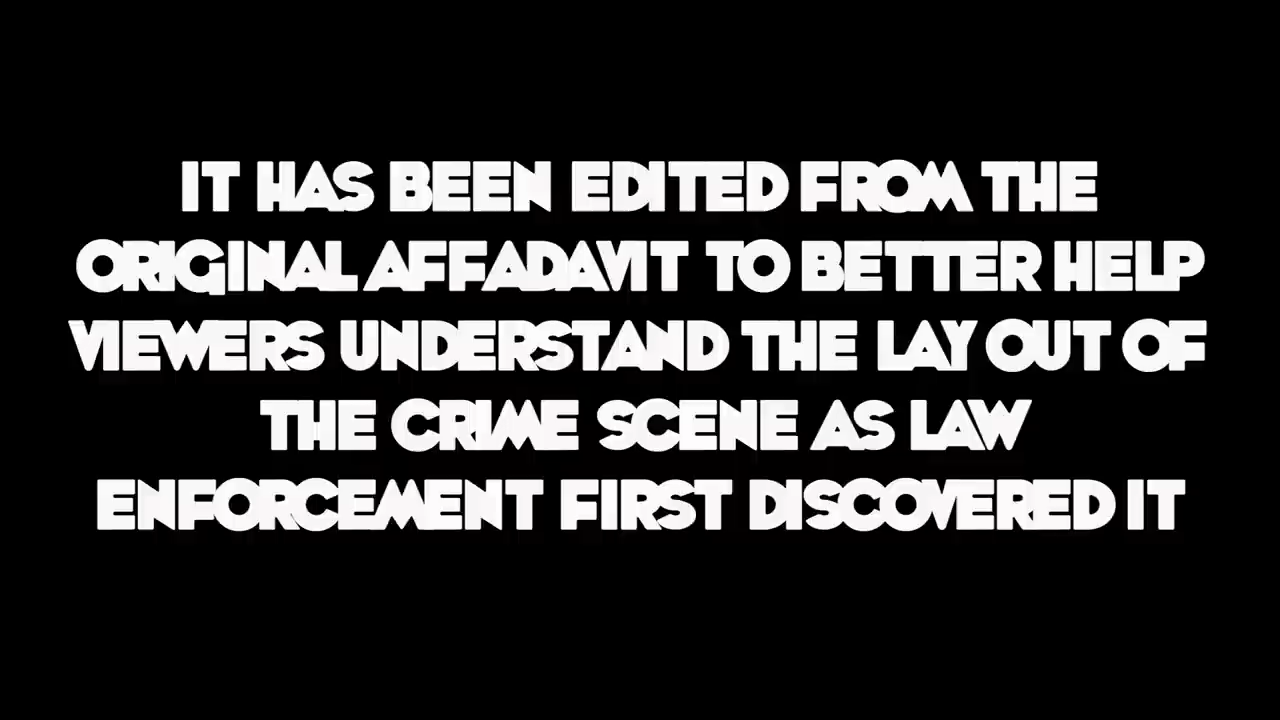 IT HAS BEEN EDITED FROM THE
ORIGINAL AFFADAVIT TO BETTER HELP
VIEWERS UNDERSTAND THE LAY OUT OF
THE CRIME SCENE AS LAW
ENFORCEMENT FIRST DISCOVERED IT